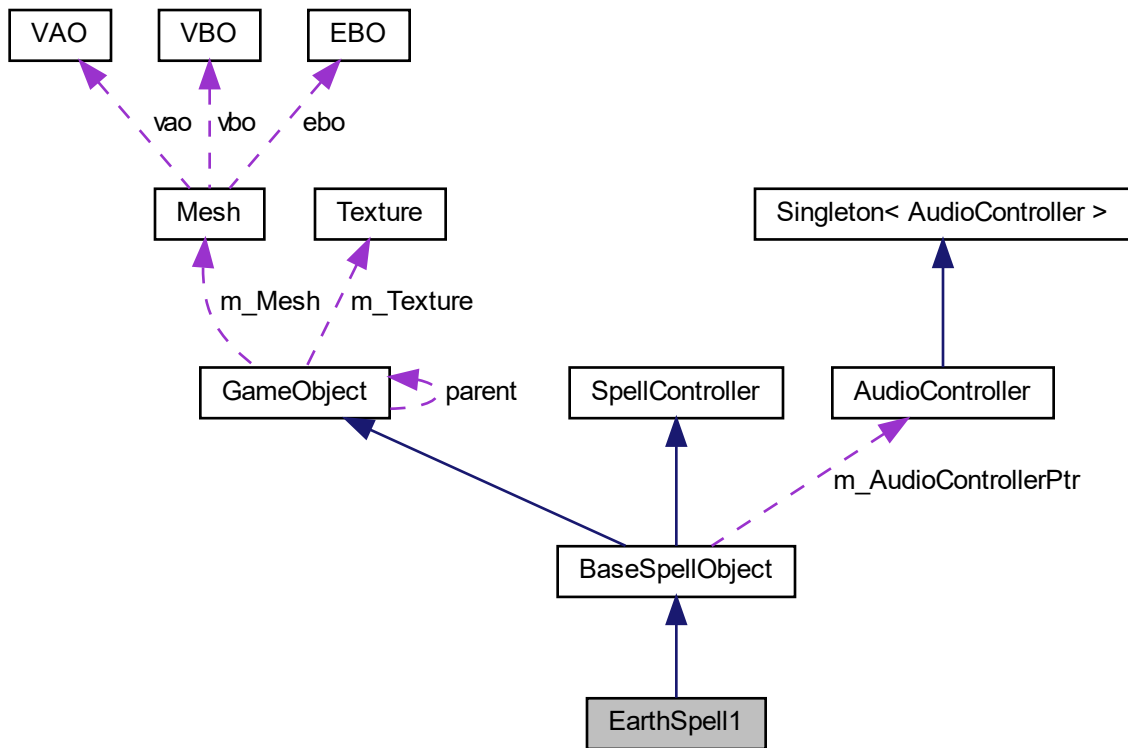 VAO
VBO
EBO
vao
vbo
ebo
Mesh
Texture
Singleton< AudioController >
m_Mesh
m_Texture
GameObject
parent
SpellController
AudioController
m_AudioControllerPtr
BaseSpellObject
EarthSpell1